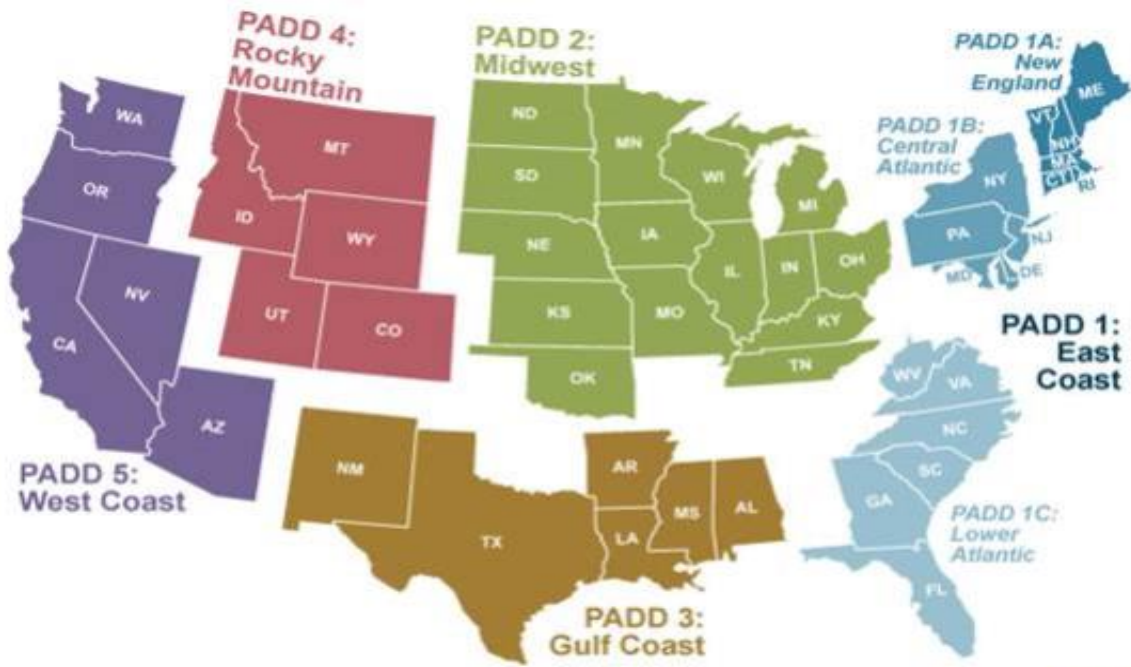 PADD 4:
Rocky
Mountain
PADD 2:
Midwest
PADD 1A:
New
England
PADD 1B:
Central
Atlantic
WA
OR
CA
NV
AZ
PADD 5:
West Coast
MT
ID
WY
UT
CO
ND
SD
NE
KS
OK
MN
IA
MO
WI
IL
MI
IN
OH
KY
TN
ME
VT
NH
MA
CT
RI
NY
PA
NJ
MD
DE
PADD 1:
East
Coast
WV
VA
NC
SC
GA
FL
PADD 1C:
Lower
Atlantic
NM
TX
AR
LA
MS
AL
PADD 3:
Gulf Coast